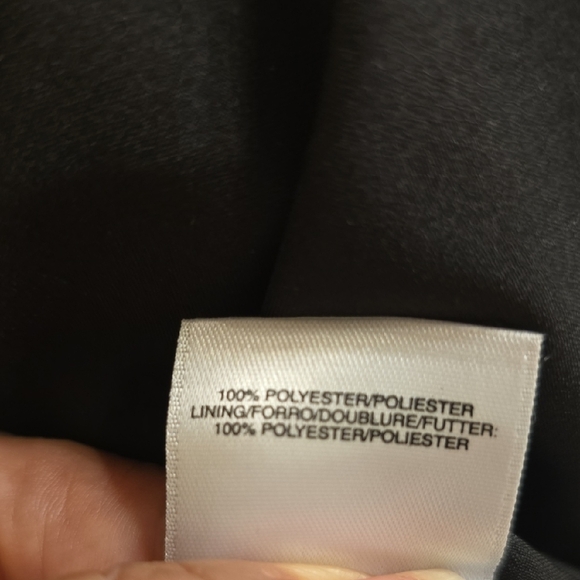 100% POLYESTER/POLIESTER
LINING/FORRO/DOUBLURE/FUTTER:
100% POLYESTER/POLIESTER